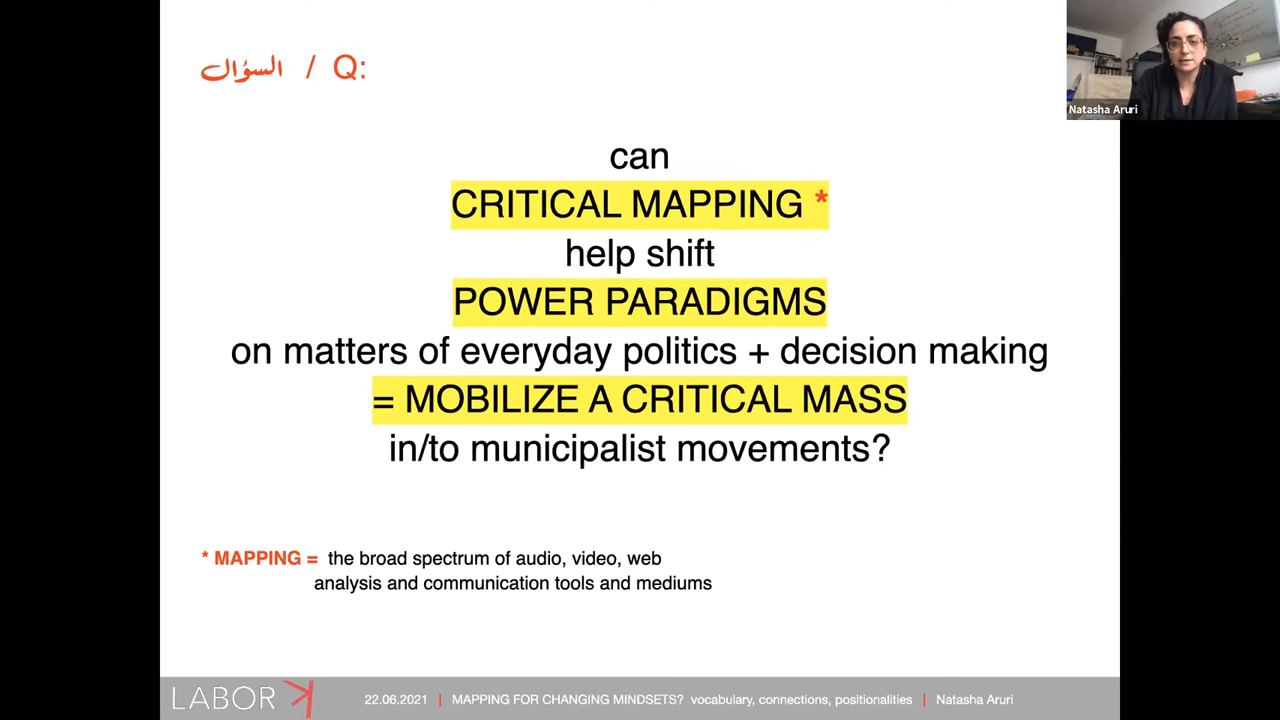 السؤال / Q:
Natasha Aruri
can
CRITICAL MAPPING *
help shift
POWER PARADIGMS
on matters of everyday politics + decision making
= MOBILIZE A CRITICAL MASS
in/to municipalist movements?
* MAPPING = the broad spectrum of audio, video, web
analysis and communication tools and mediums
LABOR K 22.06.2021 | MAPPING FOR CHANGING MINDSETS? vocabulary, connections, positionalities | Natasha Aruri